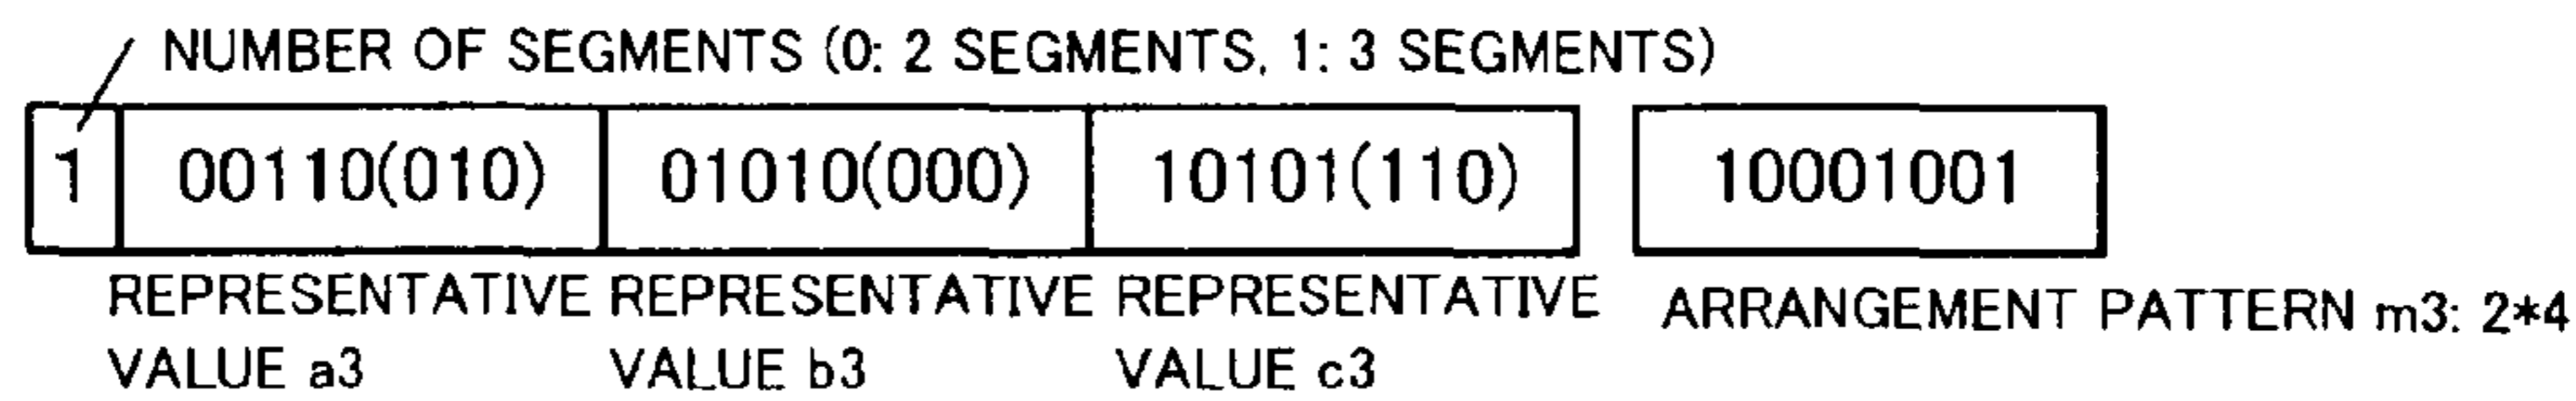 NUMBER OF SEGMENTS (0: 2 SEGMENTS, 1: 3 SEGMENTS)
1 00110(010) 01010(000) 10101(110) 10001001
REPRESENTATIVE REPRESENTATIVE REPRESENTATIVE ARRANGEMENT PATTERN m3: 2*4
VALUE a3 VALUE b3 VALUE c3